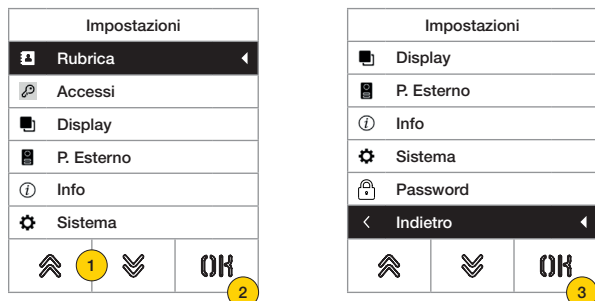 Impostazioni
Rubrica
Accessi
Display
P. Esterno
Info
Sistema
1
OK
2
Impostazioni
Display
P. Esterno
Info
Sistema
Password
Indietro
OK
3